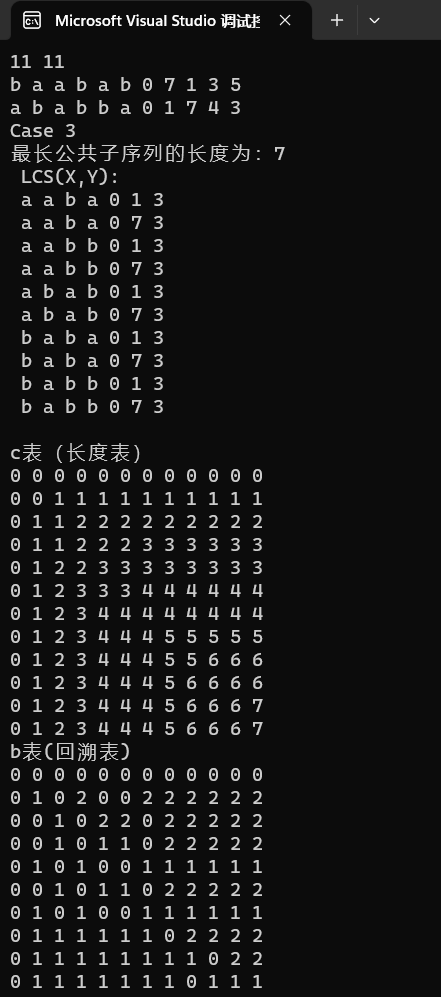 Microsoft Visual Studio 调试
11 11
b a a b a b 0 7 1 3 5
a b a b b a 0 1 7 4 3
Case 3
最长公共子序列的长度为: 7
LCS(X,Y):
a a b a 0 1 3
a a b a 0 7 3
a a b b 0 1 3
a a b b 0 7 3
a b a b 0 1 3
a b a b 0 7 3
b a b a 0 1 3
b a b a 0 7 3
b a b b 0 1 3
b a b b 0 7 3
c表 (长度表)
0 0 0 0 0 0 0 0 0 0 0 0
0 0 1 1 1 1 1 1 1 1 1 1
0 1 1 2 2 2 2 2 2 2 2 2
0 1 1 2 2 2 3 3 3 3 3 3
0 1 2 2 3 3 3 3 3 3 3 3
0 1 2 3 3 3 4 4 4 4 4 4
0 1 2 3 4 4 4 4 4 4 4 4
0 1 2 3 4 4 4 5 5 5 5 5
0 1 2 3 4 4 4 5 5 6 6 6
0 1 2 3 4 4 4 5 6 6 6 6
0 1 2 3 4 4 4 5 6 6 6 7
0 1 2 3 4 4 4 5 6 6 6 7
b表(回溯表)
0 0 0 0 0 0 0 0 0 0 0 0
0 1 0 2 0 0 2 2 2 2 2 2
0 0 1 0 2 2 0 2 2 2 2 2
0 0 1 0 1 1 0 2 2 2 2 2
0 1 0 1 0 0 1 1 1 1 1 1
0 0 1 0 1 1 0 2 2 2 2 2
0 1 0 1 0 0 1 1 1 1 1 1
0 1 1 1 1 1 1 0 2 2 2 2
0 1 1 1 1 1 1 1 1 0 2 2
0 1 1 1 1 1 1 1 0 1 1 1